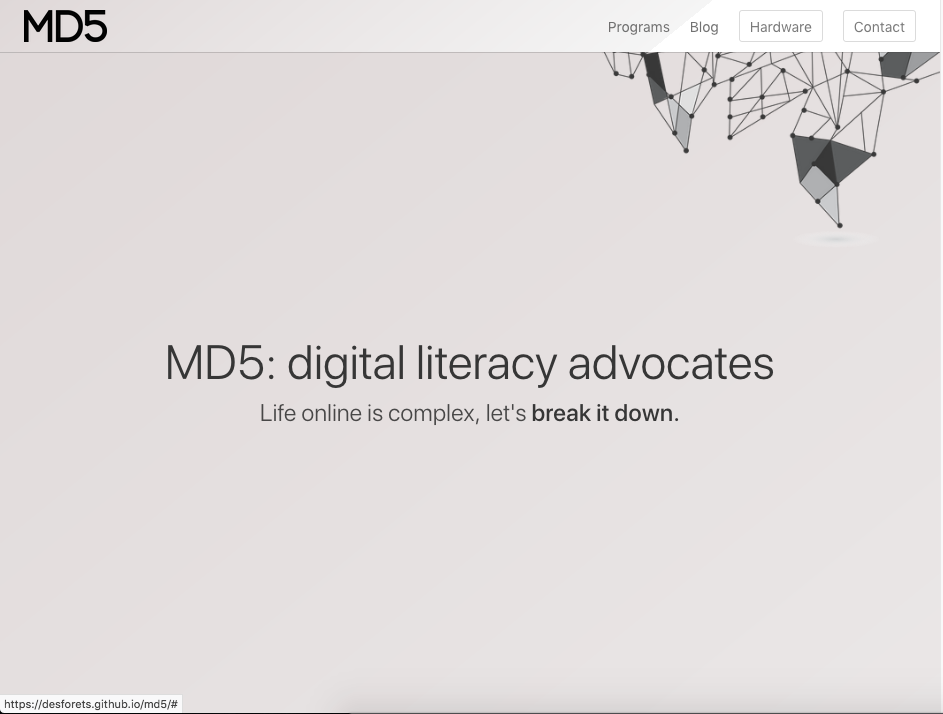 MD5
Programs Blog Hardware Contact
MD5: digital literacy advocates
Life online is complex, let's break it down.
https://desforets.github.io/md5/#